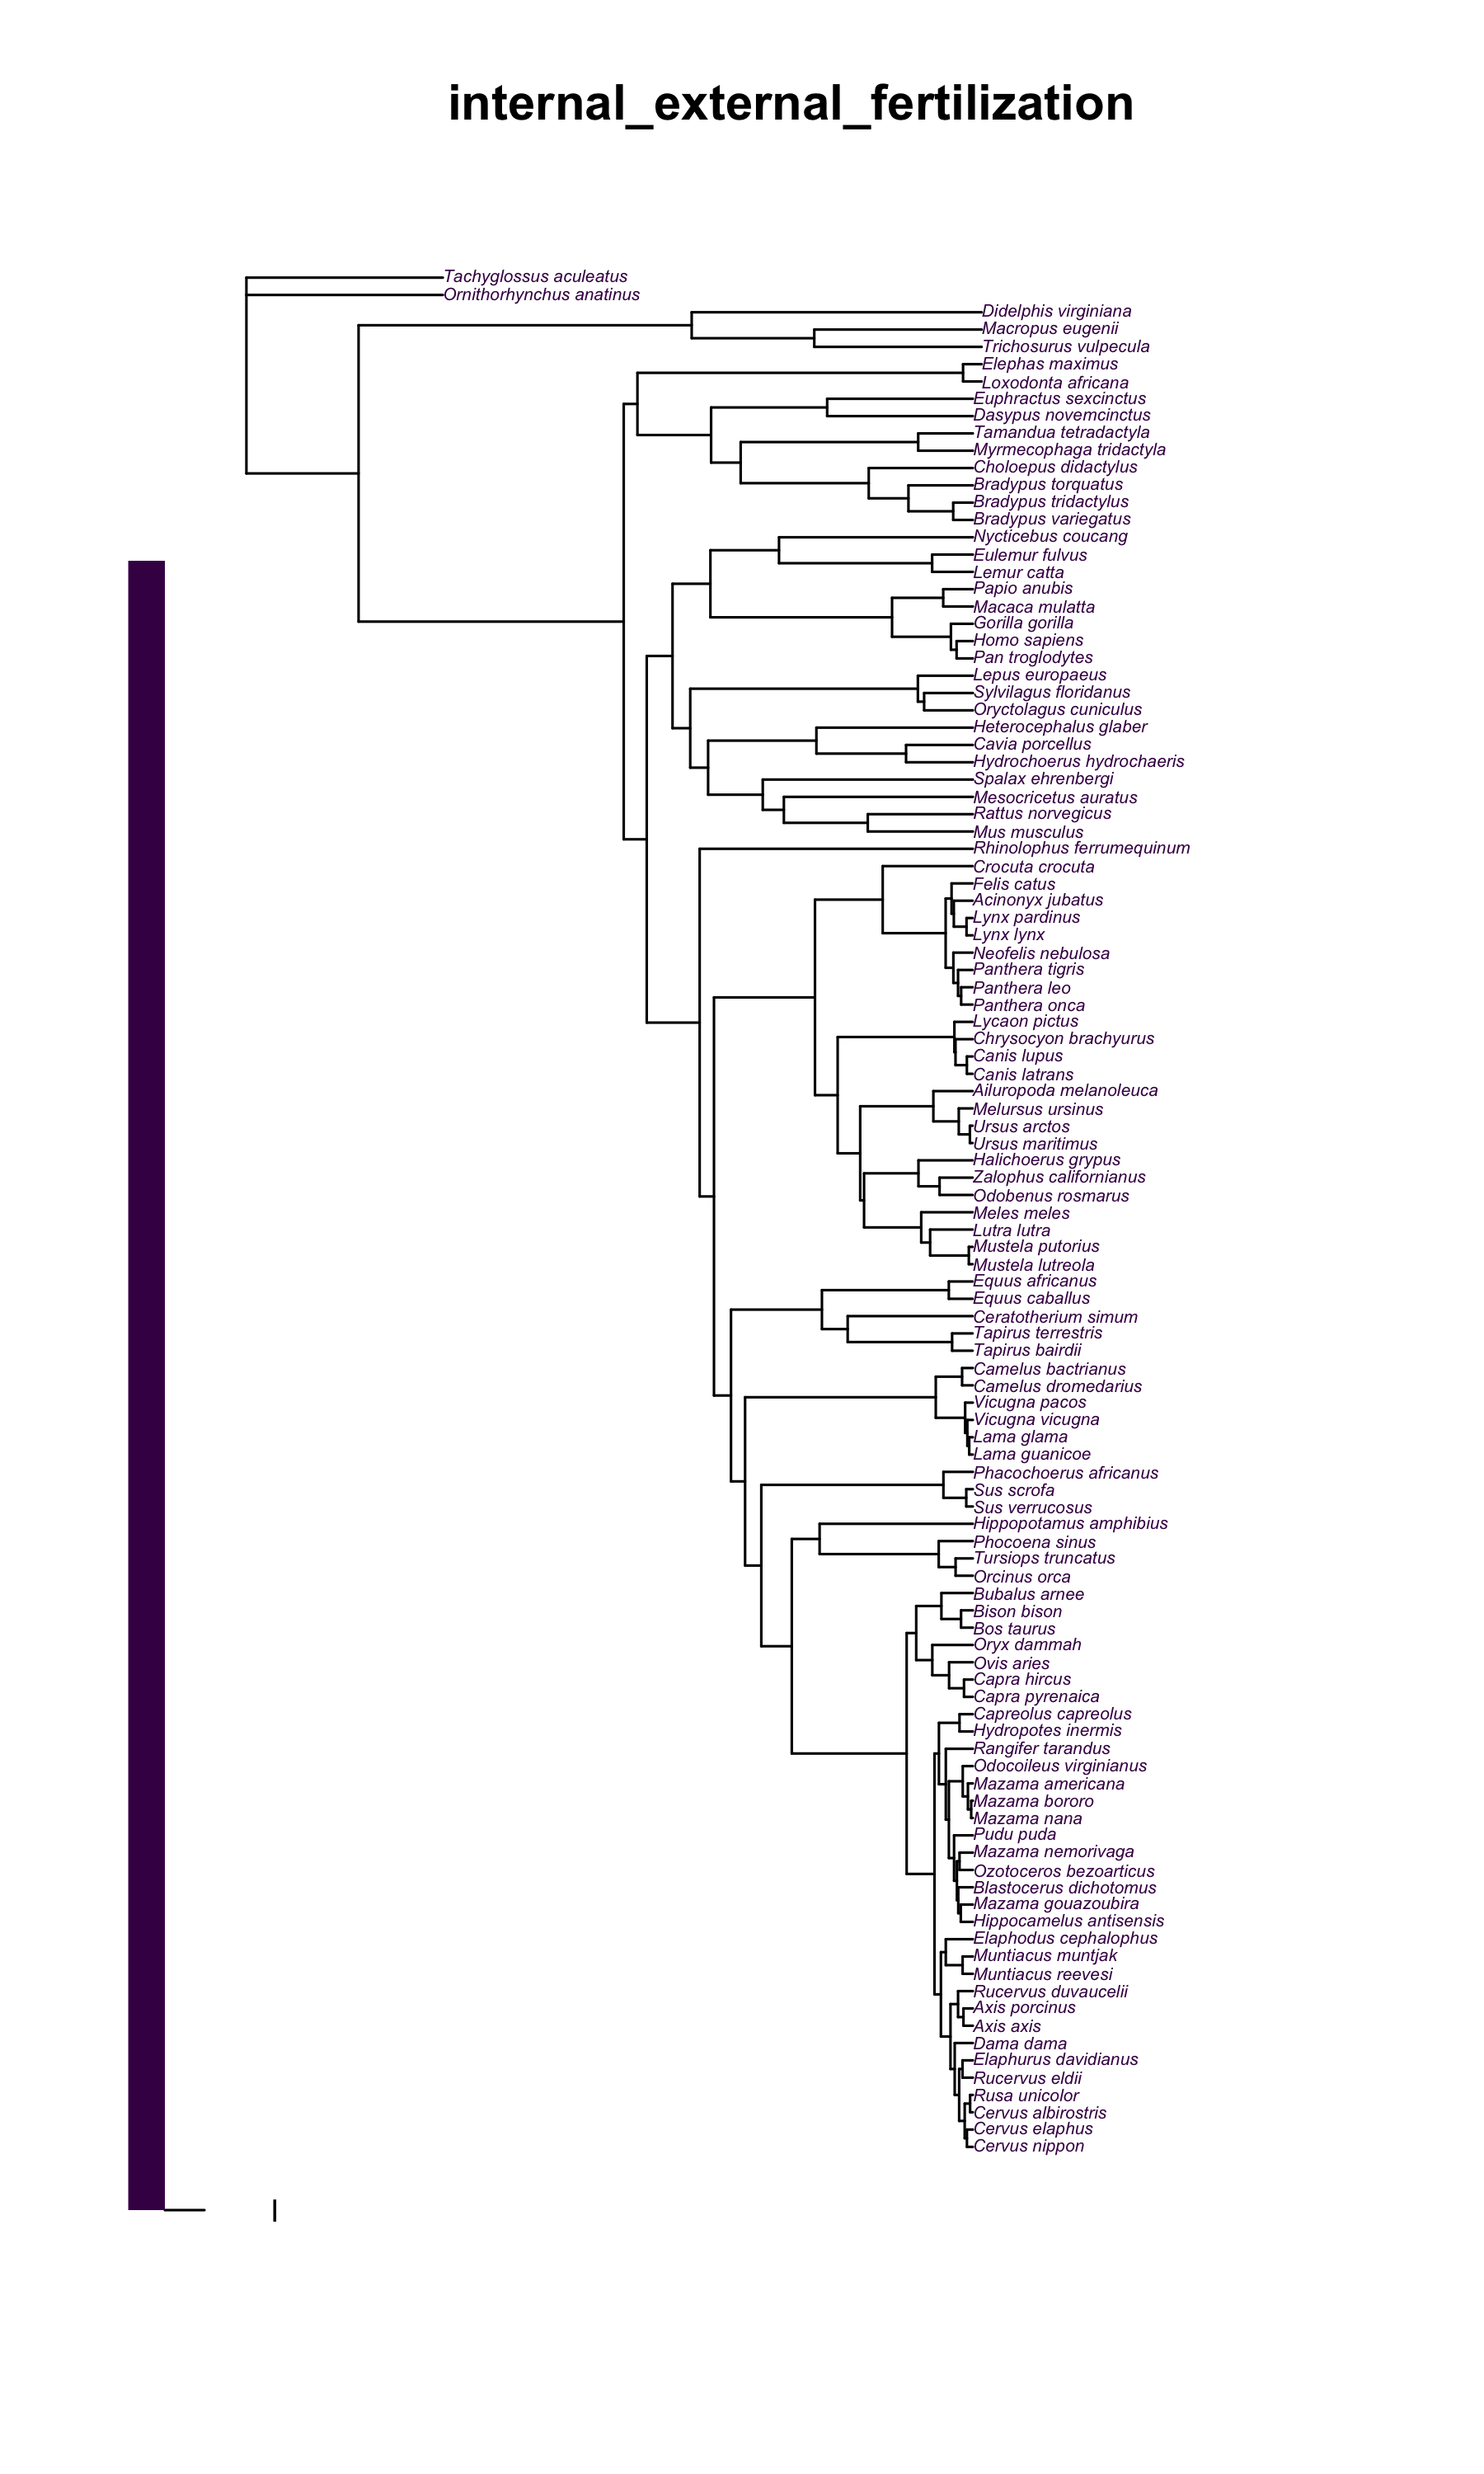 internal_external_fertilization
Tachyglossus aculeatus
Ornithorhynchus anatinus
Didelphis virginiana
Macropus eugenii
Trichosurus vulpecula
Elephas maximus
Loxodonta africana
Euphractus sexcinctus
Dasypus novemcinctus
Tamandua tetradactyla
Myrmecophaga tridactyla
Choloepus didactylus
Bradypus torquatus
Bradypus tridactylus
Bradypus variegatus
Nycticebus coucang
Eulemur fulvus
Lemur catta
Papio anubis
Macaca mulatta
Gorilla gorilla
Homo sapiens
Pan troglodytes
Lepus europaeus
Sylvilagus floridanus
Oryctolagus cuniculus
Heterocephalus glaber
Cavia porcellus
Hydrochoerus hydrochaeris
Spalax ehrenbergi
Mesocricetus auratus
Rattus norvegicus
Mus musculus
Rhinolophus ferrumequinum
Crocuta crocuta
Felis catus
Acinonyx jubatus
Lynx pardinus
Lynx lynx
Neofelis nebulosa
Panthera tigris
Panthera leo
Panthera onca
Lycaon pictus
Chrysocyon brachyurus
Canis lupus
Canis latrans
Ailuropoda melanoleuca
Melursus ursinus
Ursus arctos
Ursus maritimus
Halichoerus grypus
Zalophus californianus
Odobenus rosmarus
Meles meles
Lutra lutra
Mustela putorius
Mustela lutreola
Equus africanus
Equus caballus
Ceratotherium simum
Tapirus terrestris
Tapirus bairdii
Camelus bactrianus
Camelus dromedarius
Vicugna pacos
Vicugna vicugna
Lama glama
Lama guanicoe
Phacochoerus africanus
Sus scrofa
Sus verrucosus
Hippopotamus amphibius
Phocoena sinus
Tursiops truncatus
Orcinus orca
Bubalus arnee
Bison bison
Bos taurus
Oryx dammah
Ovis aries
Capra hircus
Capra pyrenaica
Capreolus capreolus
Hydropotes inermis
Rangifer tarandus
Odocoileus virginianus
Mazama americana
Mazama bororo
Mazama nana
Pudu puda
Mazama nemorivaga
Ozotoceros bezoarticus
Blastocerus dichotomus
Mazama gouazoubira
Hippocamelus antisensis
Elaphodus cephalophus
Muntiacus muntjak
Muntiacus reevesi
Rucervus duvaucelii
Axis porcinus
Axis axis
Dama dama
Elaphurus davidianus
Rucervus eldii
Rusa unicolor
Cervus albirostris
Cervus elaphus
Cervus nippon